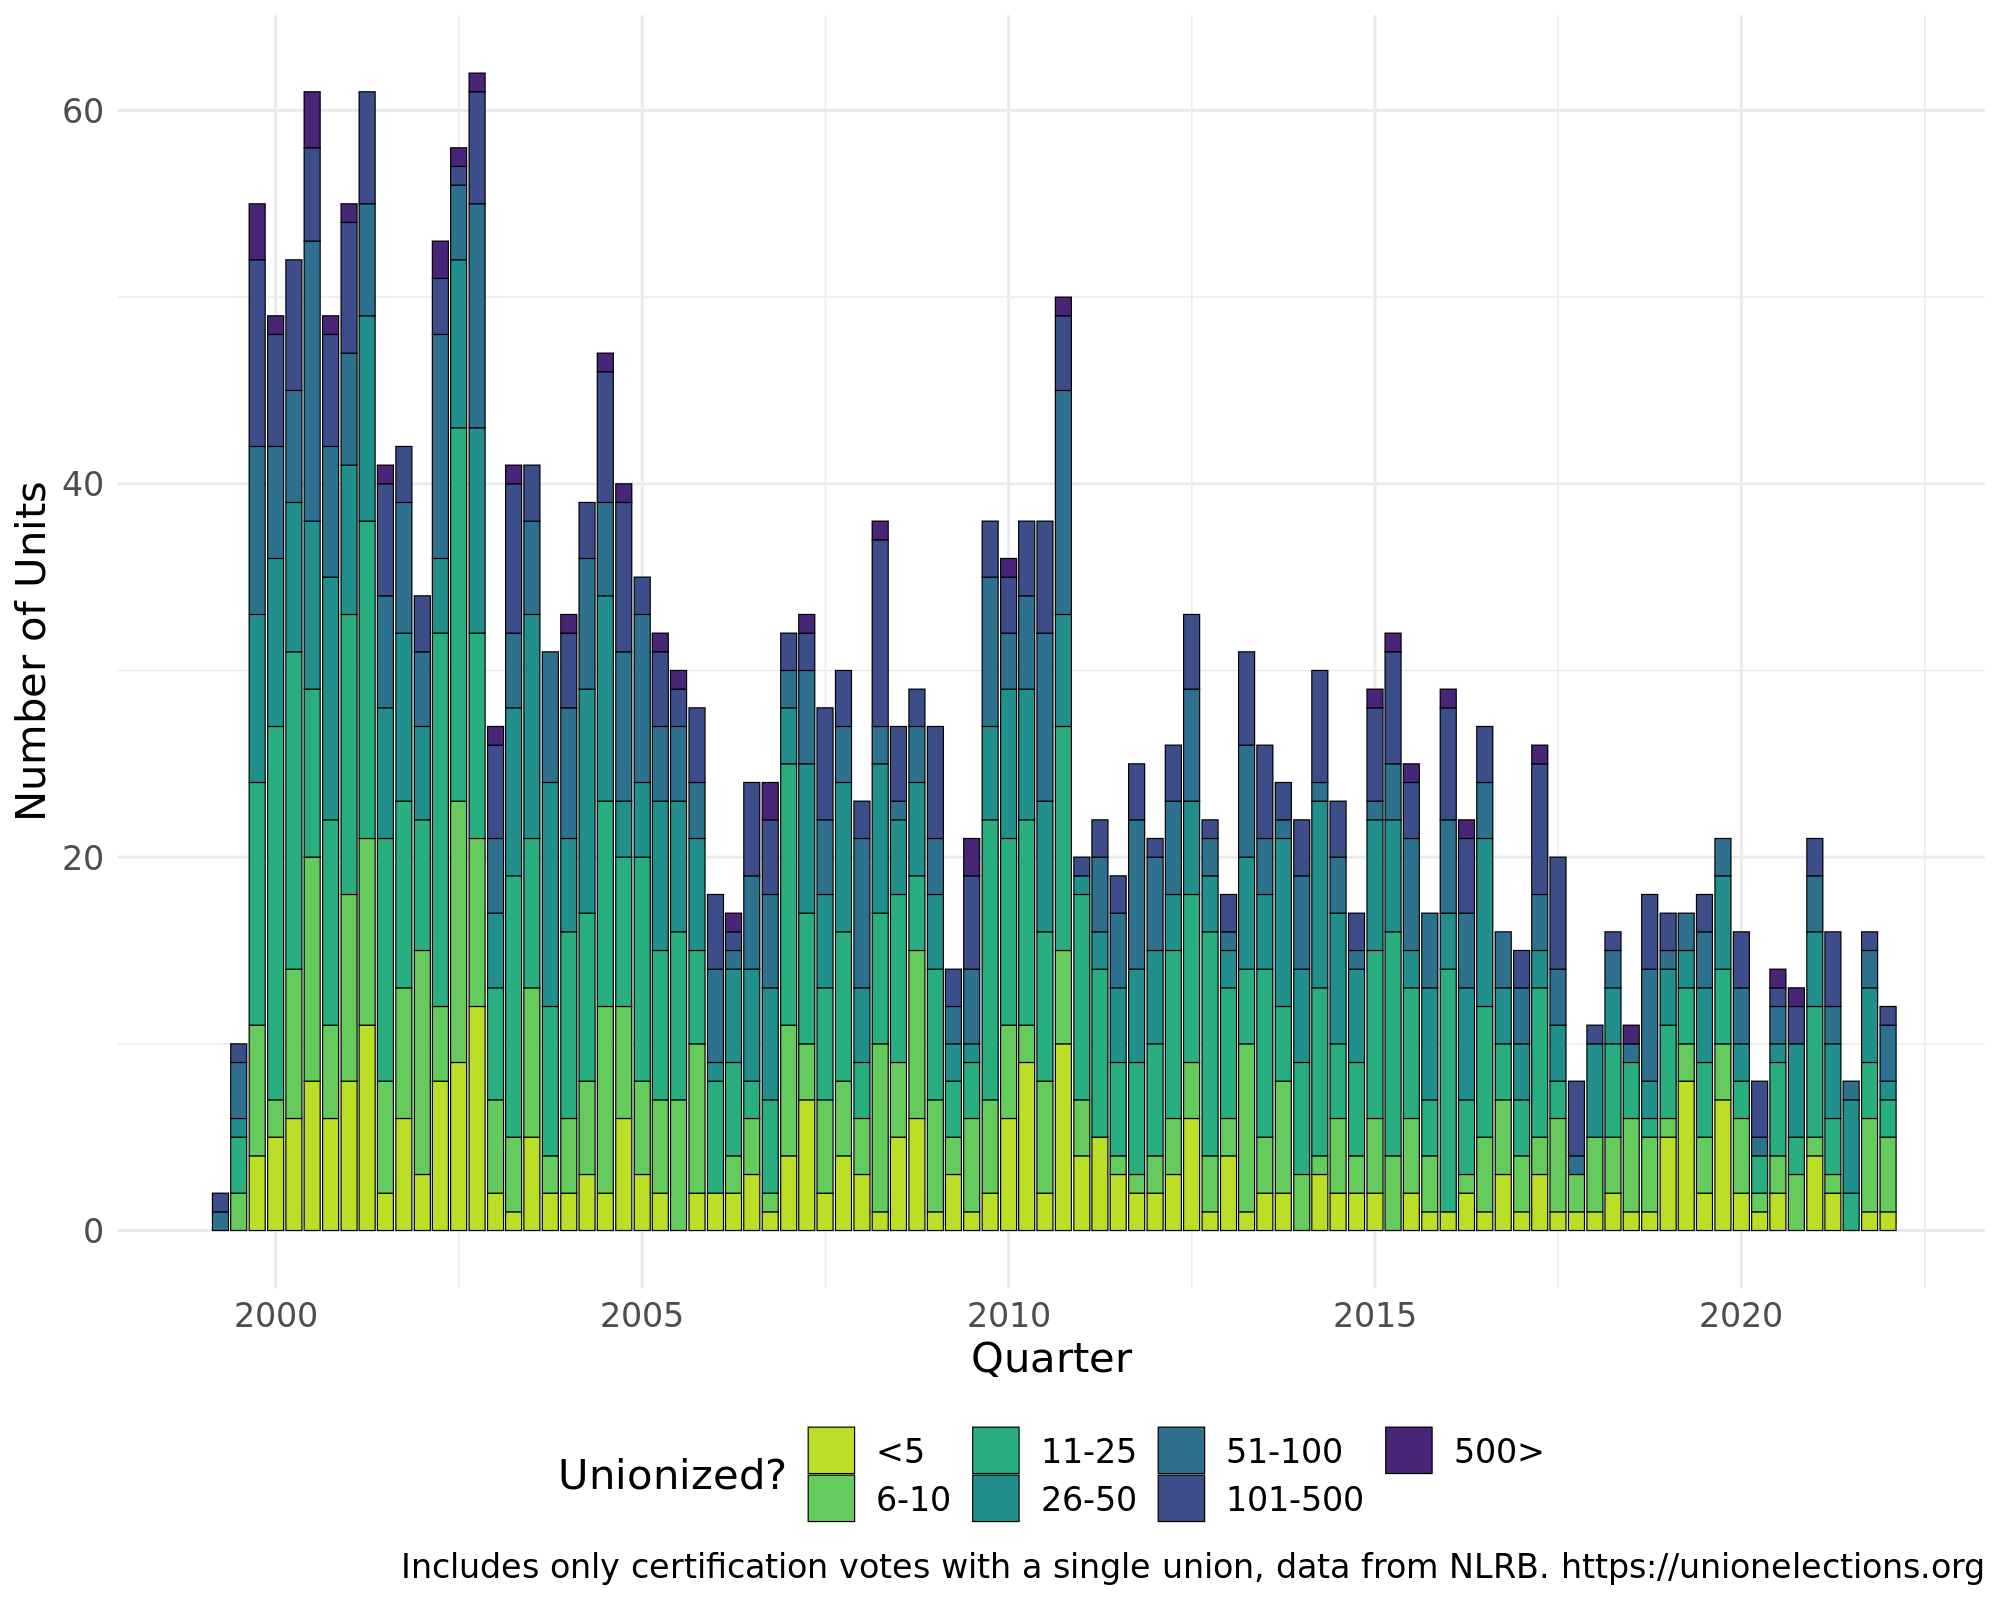 60
40
20
0
Number of Units
2000 2005 2010 2015 2020
Quarter
Unionized?
<5 11-25 51-100 500>
6-10 26-50 101-500
Includes only certification votes with a single union, data from NLRB. https://unionelections.org